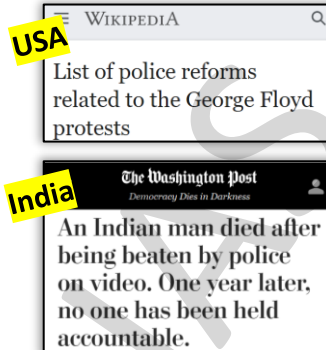 USA
WIKIPEDIA
List of police reforms
related to the George Floyd
protests
India
The Washington Post
Democracy Dies in Darkness
An Indian man died after
being beaten by police
on video. One year later,
no one has been held
accountable.